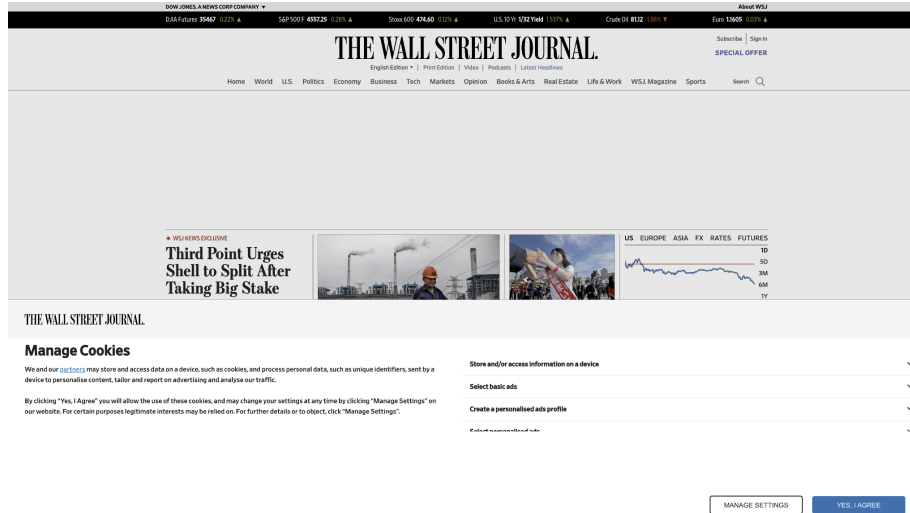 DOW JONES, A NEWS CORP COMPANY ▼
About WSJ
DJIA Futures 35467 0.22% ▲ S&P 500 F 4557.25 0.28% ▲ Stoxx 600 474.60 0.12% ▲ U.S. 10 Yr 1/32 Yield 1.537% ▲ Crude Oil 81.12 1.86% ▼ Euro 1.1605 0.03% ▲
THE WALL STREET JOURNAL.
Subscribe | Sign In
SPECIAL OFFER
English Edition ▼ | Print Edition | Video | Podcasts | Latest Headlines
Home World U.S. Politics Economy Business Tech Markets Opinion Books & Arts Real Estate Life & Work WSJ. Magazine Sports Search
WSJ NEWS EXCLUSIVE
Third Point Urges
Shell to Split After
Taking Big Stake
US EUROPE ASIA FX RATES FUTURES
1D
5D
3M
6M
1Y
THE WALL STREET JOURNAL.
Manage Cookies
We and our partners may store and access data on a device, such as cookies, and process personal data, such as unique identifiers, sent by a
device to personalise content, tailor and report on advertising and analyse our traffic.
By clicking "Yes, I Agree" you will allow the use of these cookies, and may change your settings at any time by clicking "Manage Settings" on
our website. For certain purposes legitimate interests may be relied on. For further details or to object, click "Manage Settings".
Store and/or access information on a device
Select basic ads
Create a personalised ads profile
Select personalised ads
MANAGE SETTINGS
YES, I AGREE